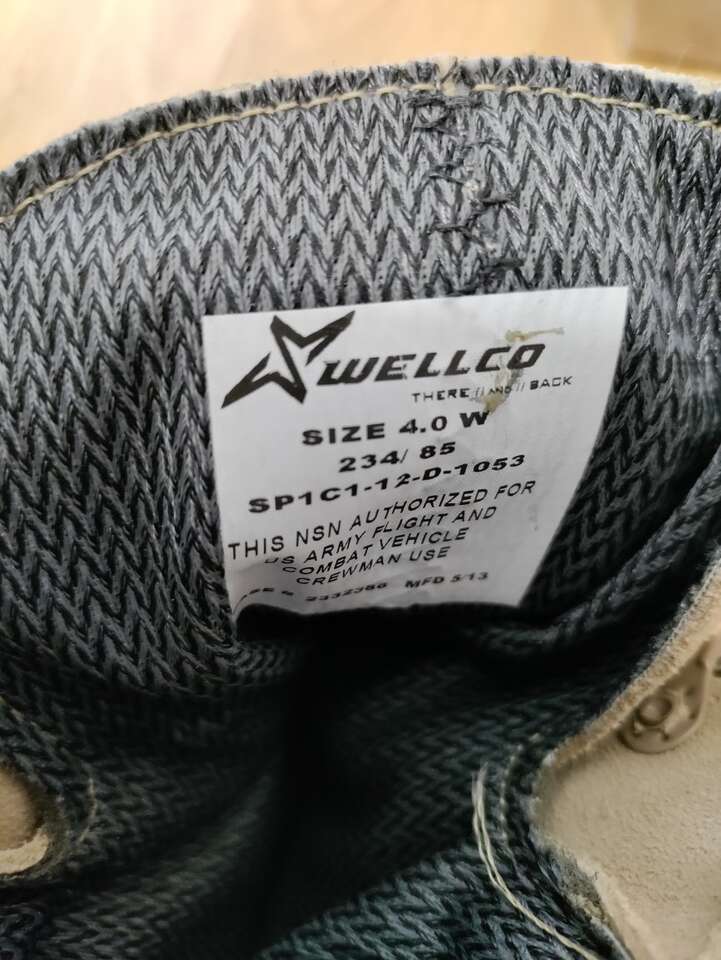 WELLCO
THERE // AND // BACK
SIZE 4.0 W
234/ 85
SP1C1-12-D-1053
THIS NSN AUTHORIZED FOR
US ARMY FLIGHT AND
COMBAT VEHICLE
CREWMAN USE
MFD 5/13